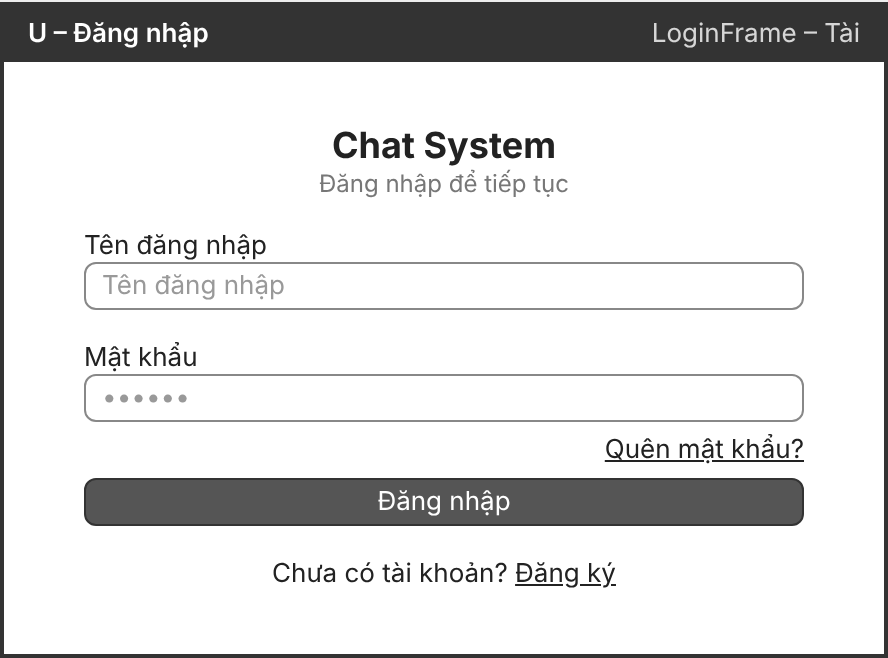 U – Đăng nhập
LoginFrame – Tài
Chat System
Đăng nhập để tiếp tục
Tên đăng nhập
Tên đăng nhập
Mật khẩu
••••••
Quên mật khẩu?
Đăng nhập
Chưa có tài khoản? Đăng ký